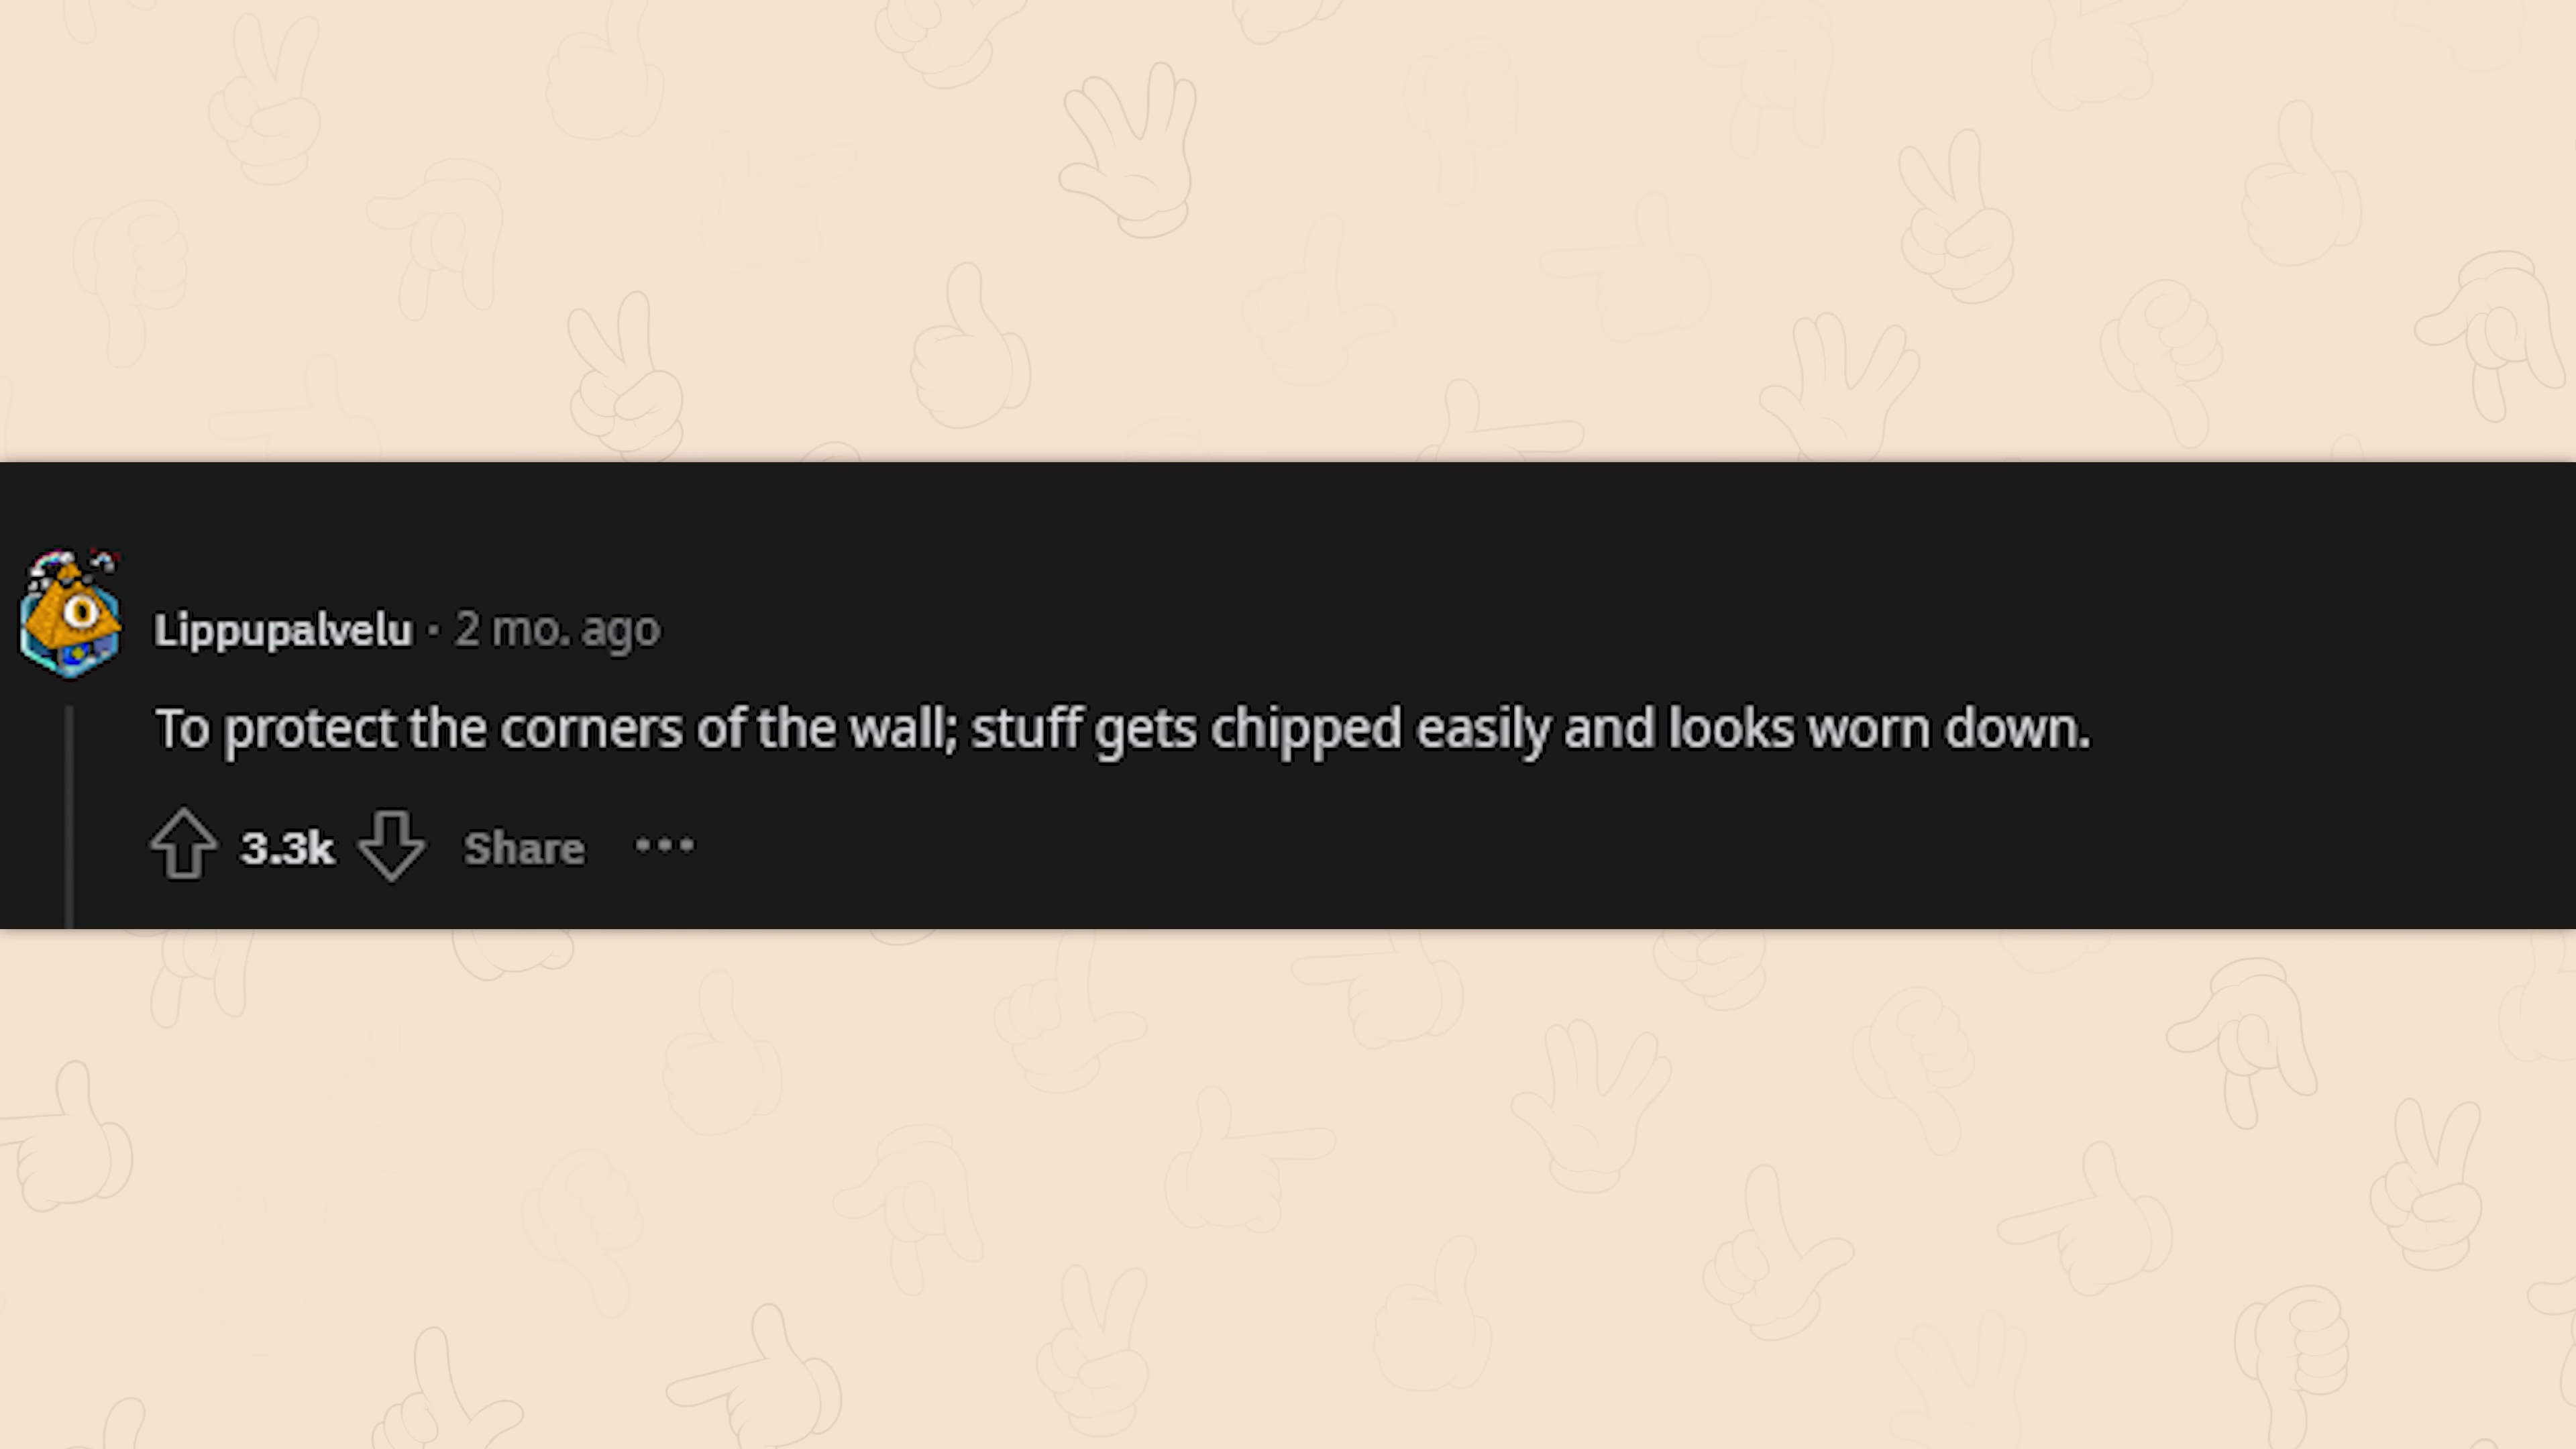 Lippupalvelu · 2 mo. ago
To protect the corners of the wall; stuff gets chipped easily and looks worn down.
3.3k Share ···